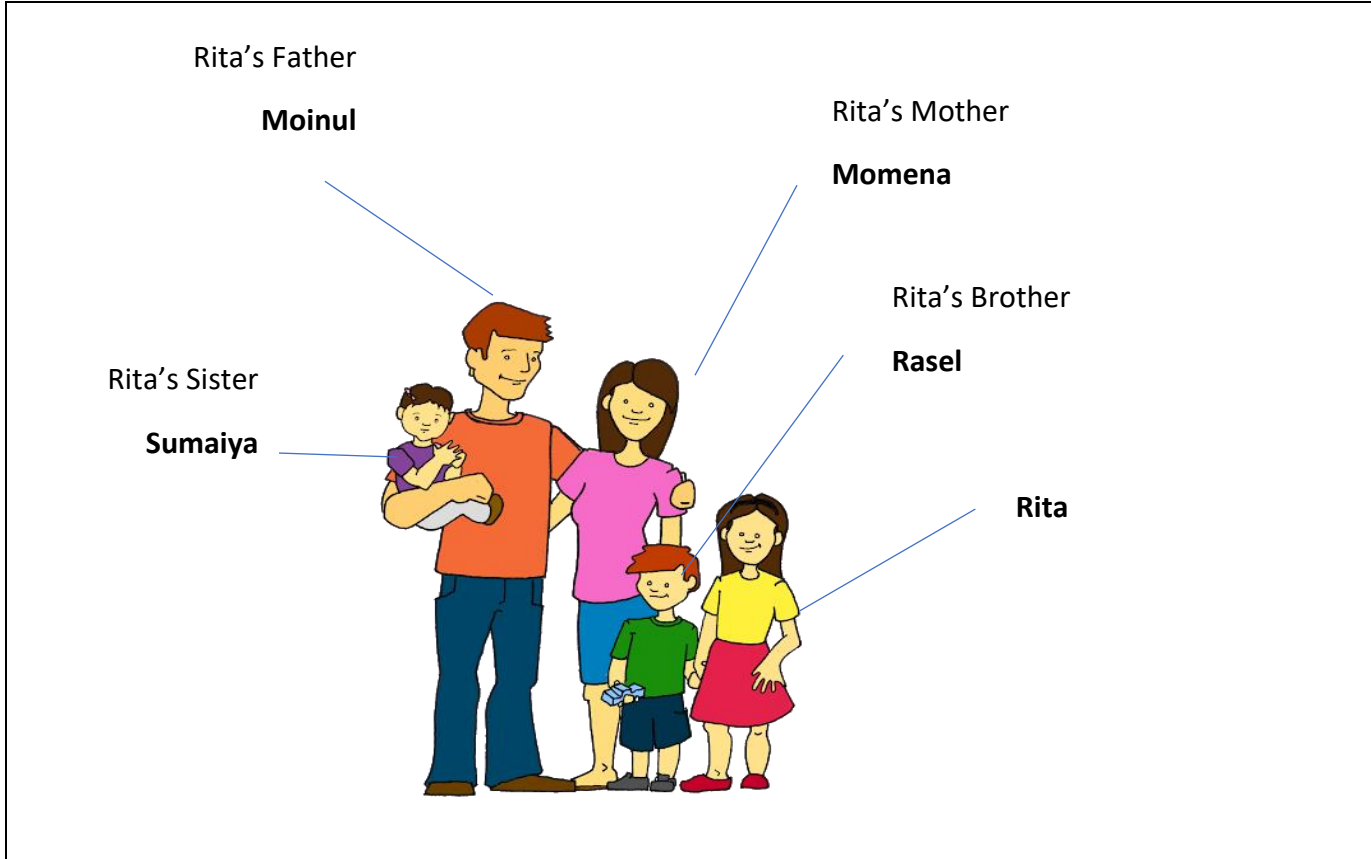 Rita’s Father
Moinul
Rita’s Mother
Momena
Rita’s Brother
Rasel
Rita’s Sister
Sumaiya
Rita